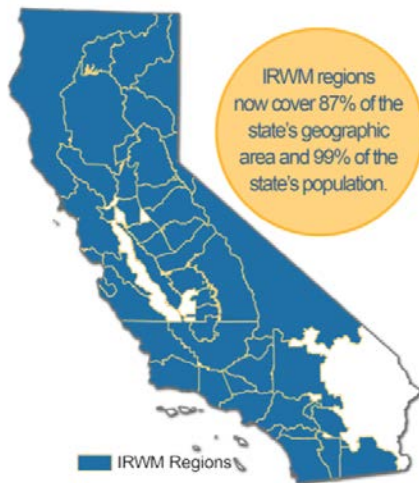 IRWM regions
now cover 87% of the
state's geographic
area and 99% of the
state's population.
IRWM Regions